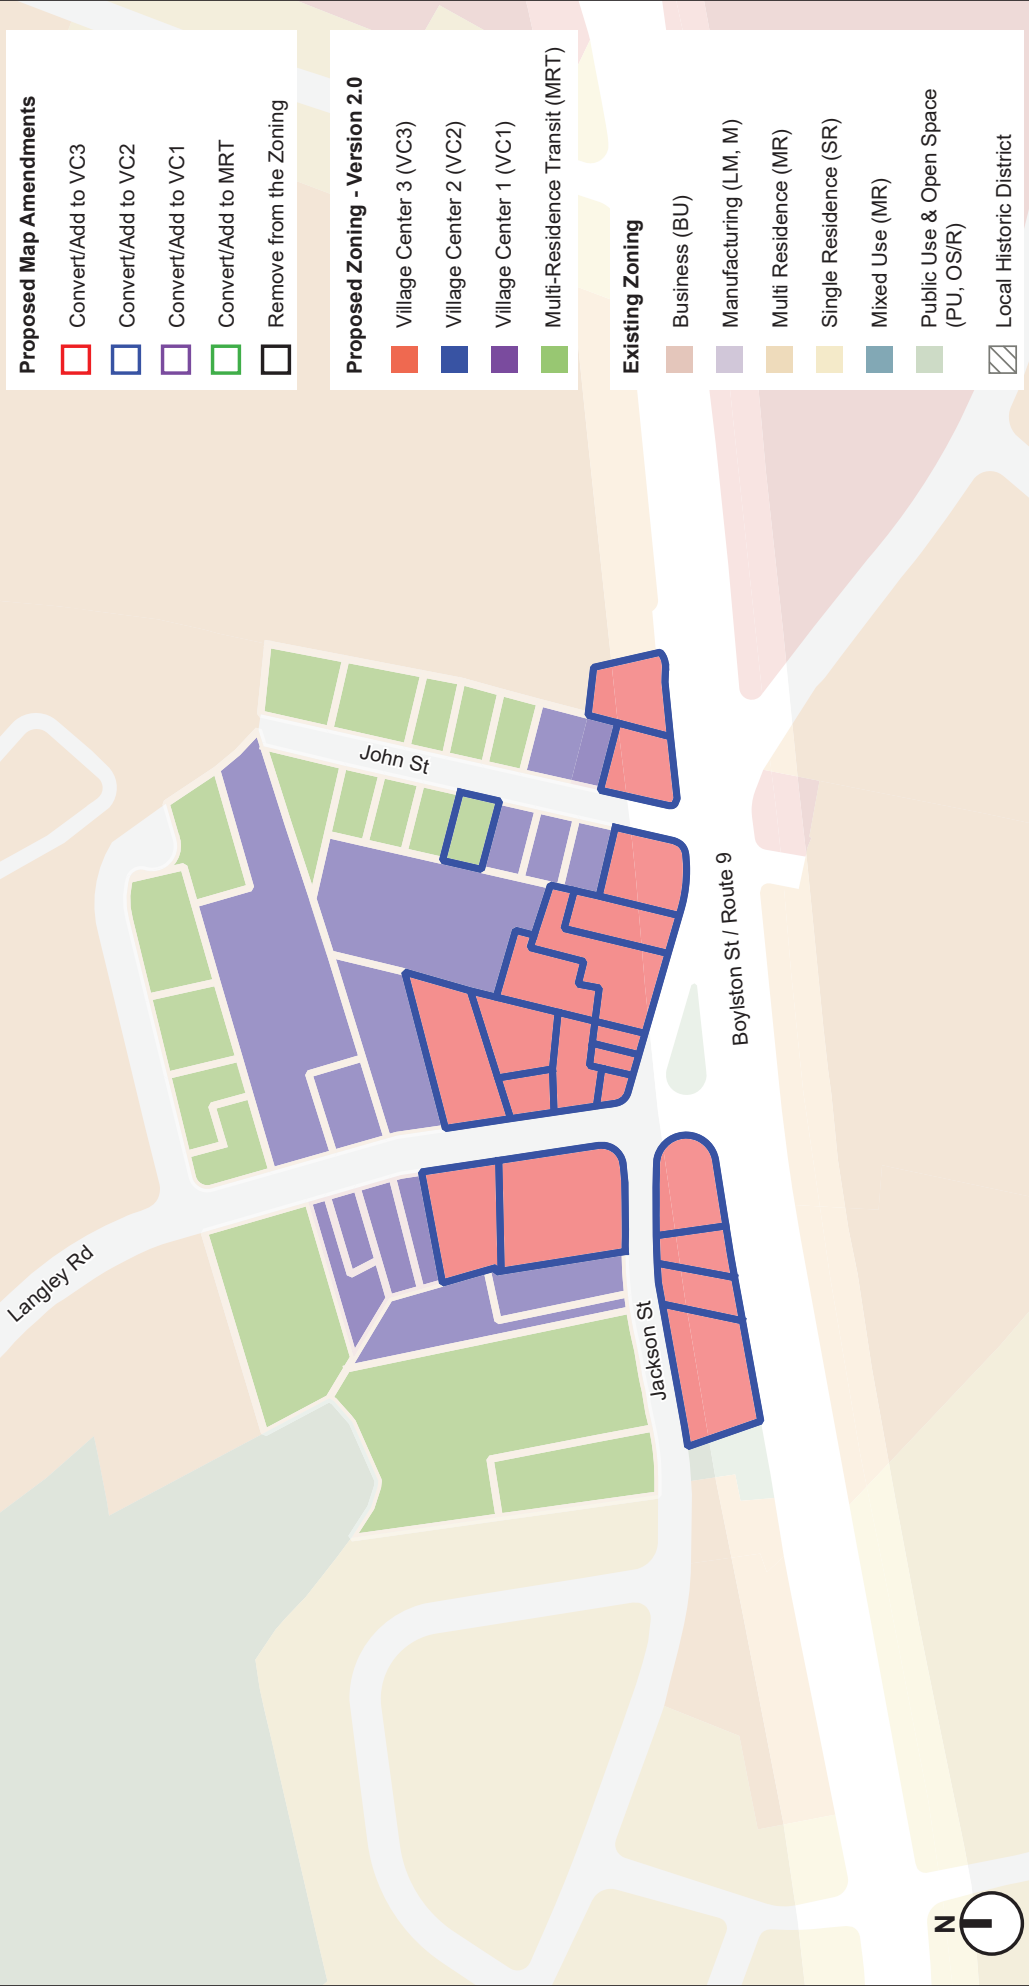 Proposed Map Amendments
Convert/Add to VC3
Convert/Add to VC2
Convert/Add to VC1
Convert/Add to MRT
Remove from the Zoning
Proposed Zoning - Version 2.0
Village Center 3 (VC3)
Village Center 2 (VC2)
Village Center 1 (VC1)
Multi-Residence Transit (MRT)
Existing Zoning
Business (BU)
Manufacturing (LM, M)
Multi Residence (MR)
Single Residence (SR)
Mixed Use (MR)
Public Use & Open Space
(PU, OS/R)
Local Historic District
John St
Langley Rd
Boylston St / Route 9
Jackson St
N